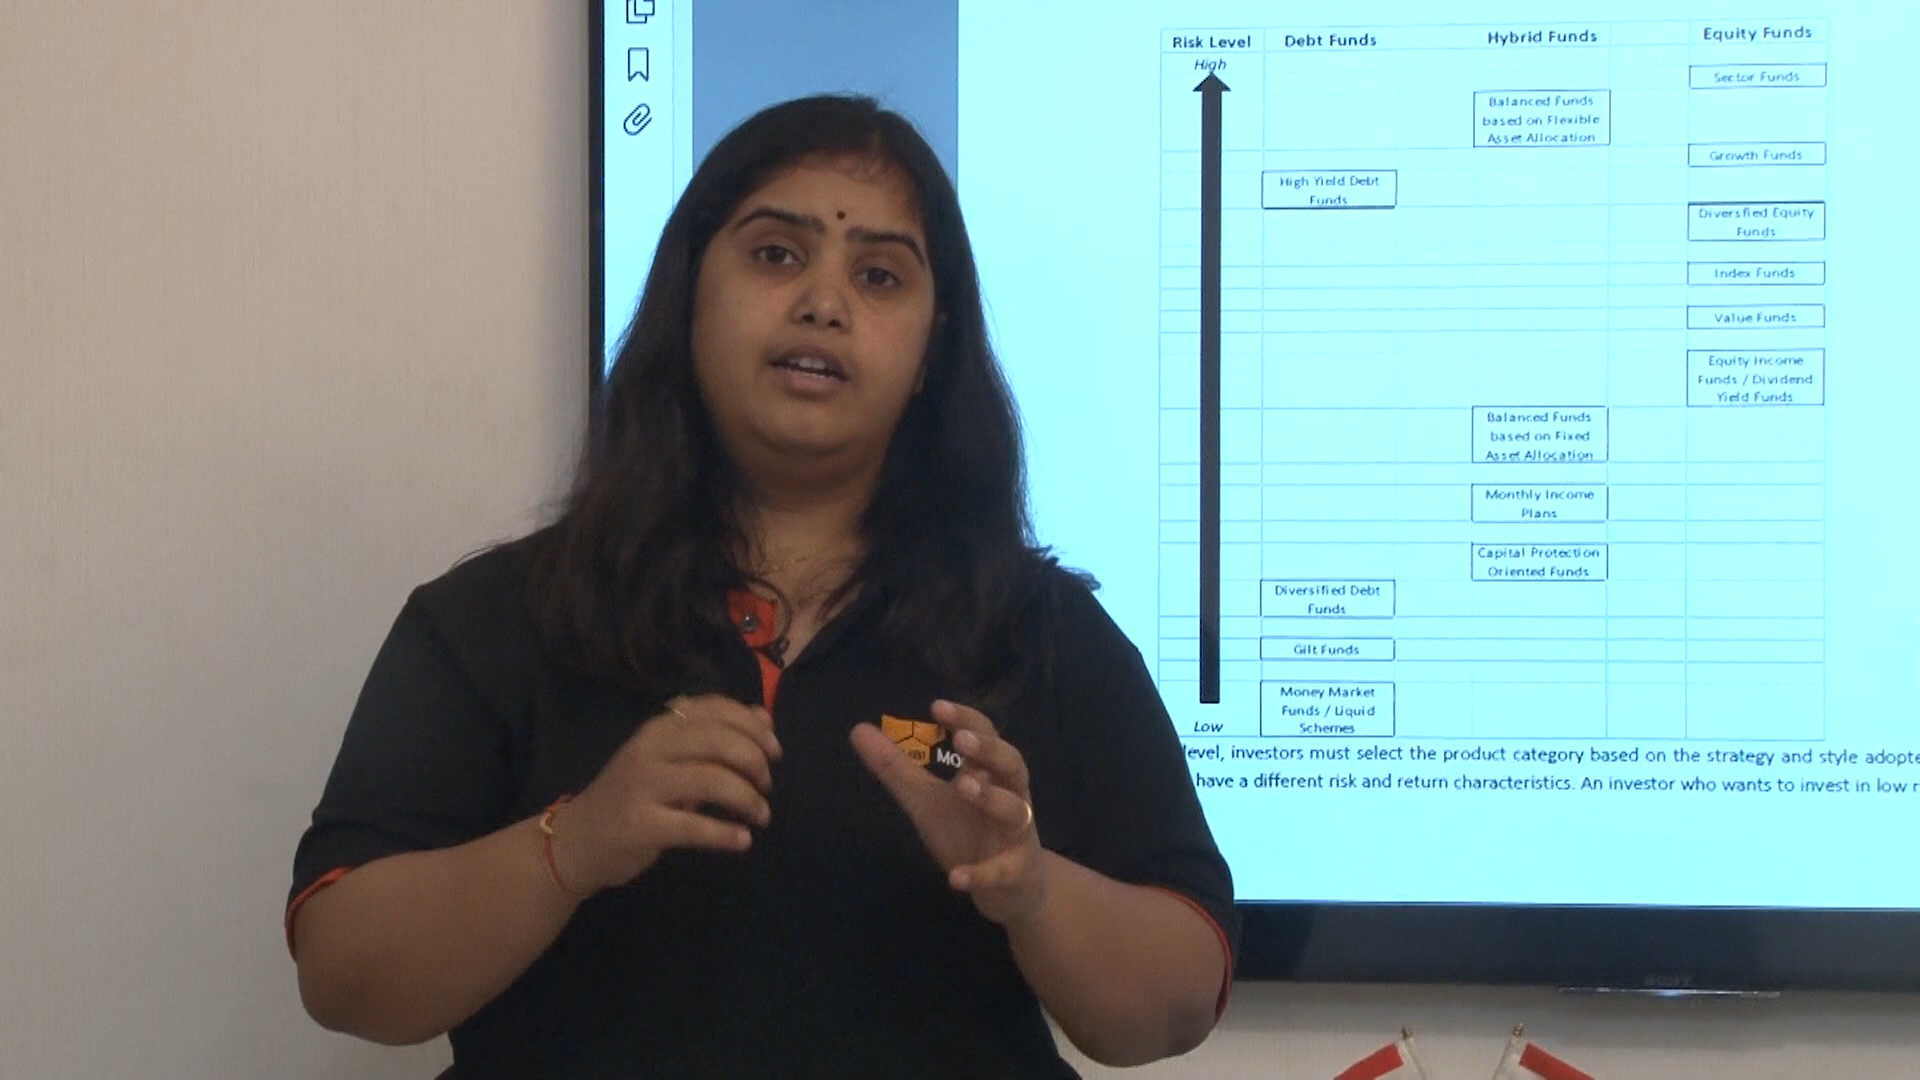 Risk Level
Debt Funds
Hybrid Funds
Equity Funds
High
Sector Funds
Balanced Funds
based on Flexible
Asset Allocation
Growth Funds
High Yield Debt
Funds
Diversfied Equity
Funds
Index Funds
Value Funds
Equity Income
Funds / Dividend
Yield Funds
Balanced Funds
based on Fixed
Asset Allocation
Monthly Income
Plans
Capital Protection
Oriented Funds
Diversified Debt
Funds
Gilt Funds
Money Market
Funds / Liquid
Schemes
Low
level, investors must select the product category based on the strategy and style adopte
have a different risk and return characteristics. An investor who wants to invest in low r
MO
SONY